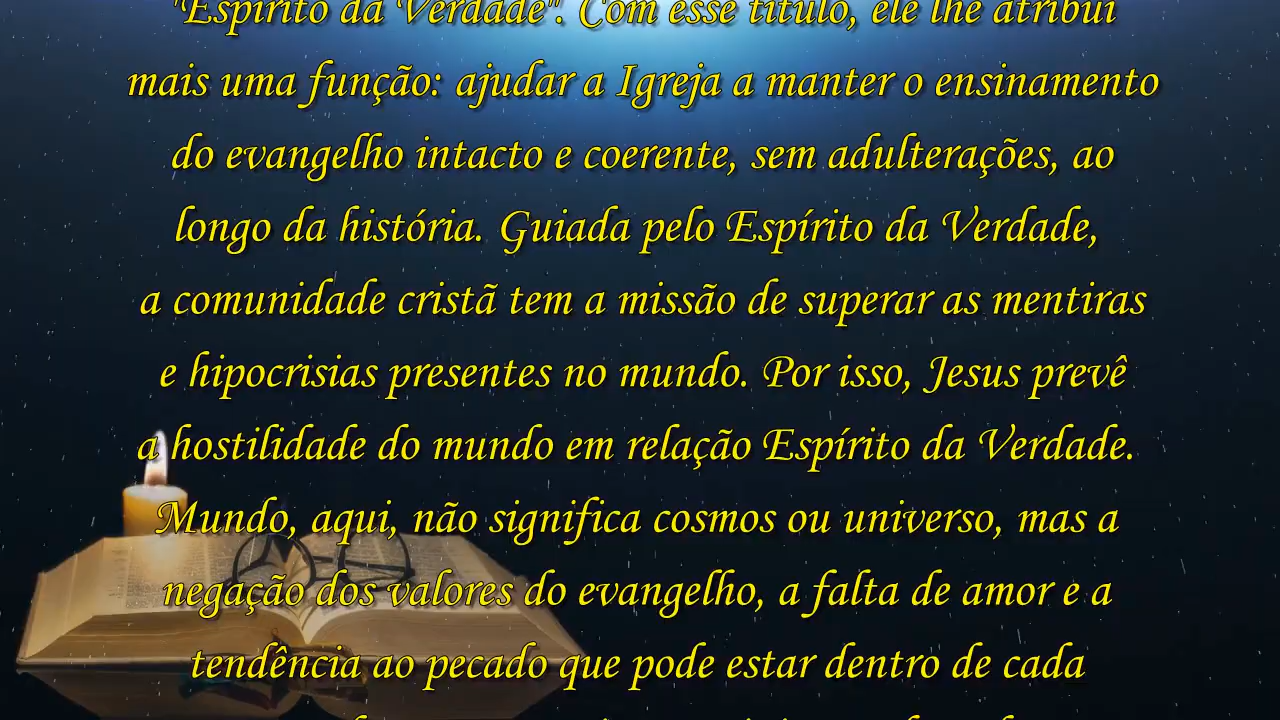 "Espírito da Verdade". Com esse título, ele lhe atribui
mais uma função: ajudar a Igreja a manter o ensinamento
do evangelho intacto e coerente, sem adulterações, ao
longo da história. Guiada pelo Espírito da Verdade,
a comunidade cristã tem a missão de superar as mentiras
e hipocrisias presentes no mundo. Por isso, Jesus prevê
a hostilidade do mundo em relação Espírito da Verdade.
Mundo, aqui, não significa cosmos ou universo, mas a
negação dos valores do evangelho, a falta de amor e a
tendência ao pecado que pode estar dentro de cada